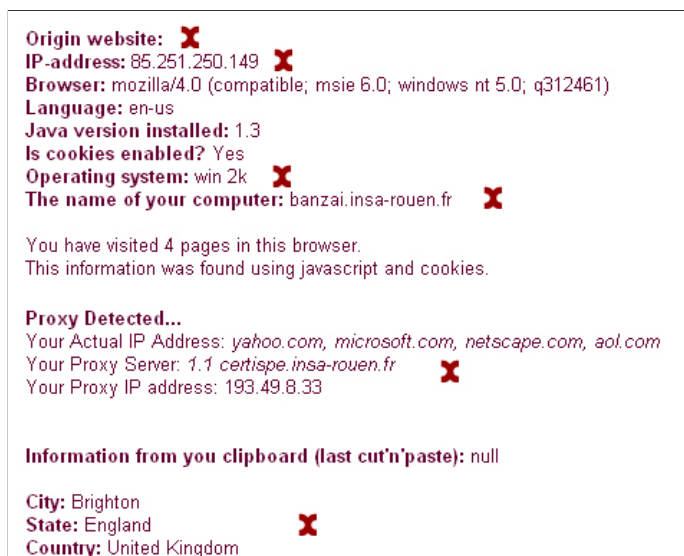 Origin website:
IP-address: 85.251.250.149
Browser: mozilla/4.0 (compatible; msie 6.0; windows nt 5.0; q312461)
Language: en-us
Java version installed: 1.3
Is cookies enabled? Yes
Operating system: win 2k
The name of your computer: banzai.insa-rouen.fr
You have visited 4 pages in this browser.
This information was found using javascript and cookies.
Proxy Detected...
Your Actual IP Address: yahoo.com, microsoft.com, netscape.com, aol.com
Your Proxy Server: 1.1 certispe.insa-rouen.fr
Your Proxy IP address: 193.49.8.33
Information from you clipboard (last cut'n'paste): null
City: Brighton
State: England
Country: United Kingdom